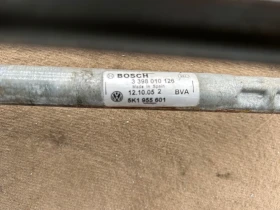 BOSCH
3 398 010 126
Made in Spain
12.10.05 2 BVA
5K1 955 601